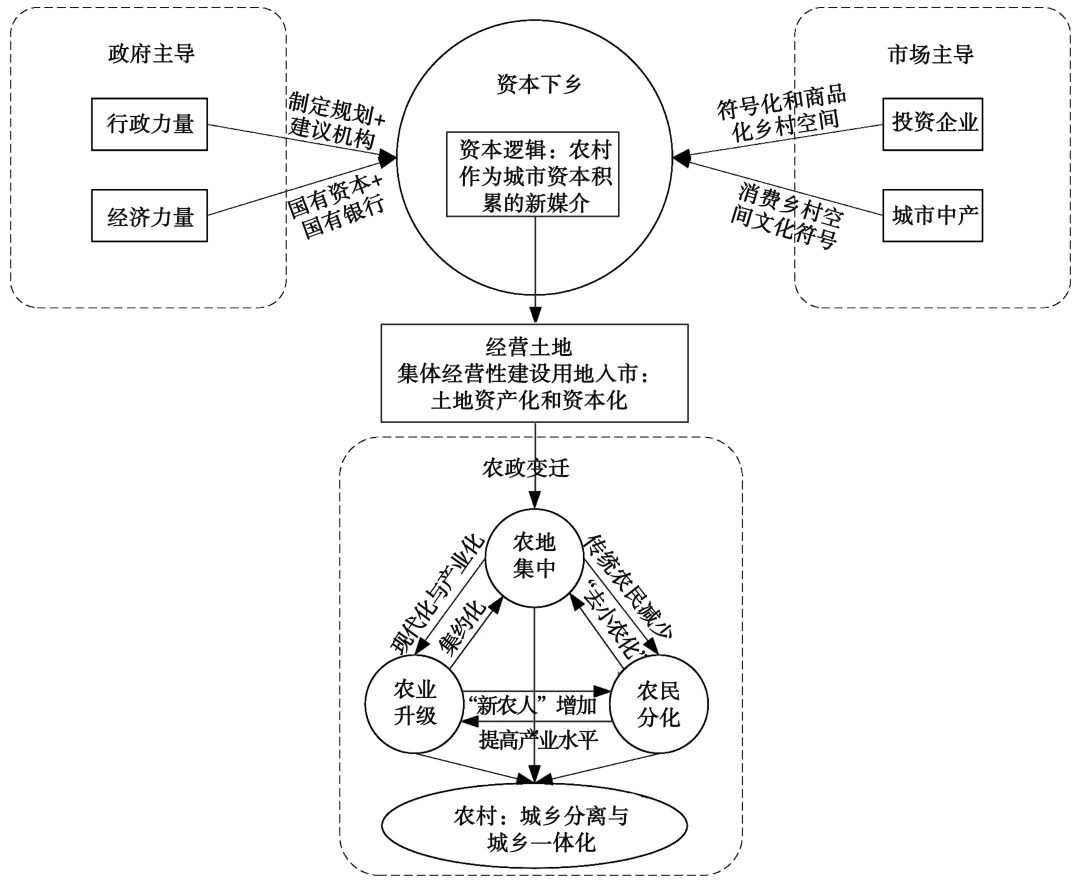 政府主导
行政力量
经济力量
制定规划+
建议机构
国有资本+
国有银行
资本下乡
资本逻辑：农村
作为城市资本积
累的新媒介
市场主导
投资企业
城市中产
符号化和商品
化乡村空间
消费乡村空
间文化符号
经营土地
集体经营性建设用地入市：
土地资产化和资本化
农政变迁
农地
集中
现代化与产业化
集约化
传统农民减少
“去小农化”
农业
升级
“新农人”增加
提高产业水平
农民
分化
农村：城乡分离与
城乡一体化